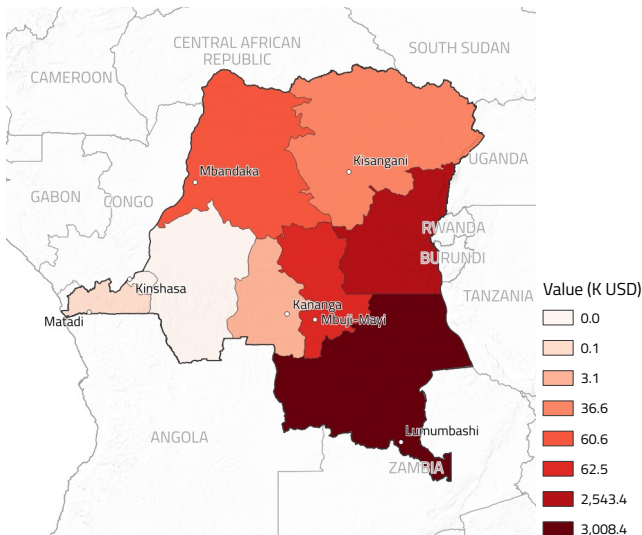 CENTRAL AFRICAN
REPUBLIC
SOUTH SUDAN
CAMEROON
Mbandaka
Kisangani
UGANDA
GABON
CONGO
RWANDA
BURUNDI
Kinshasa
Matadi
Kananga
Mbuji-Mayi
TANZANIA
ANGOLA
Lumumbashi
ZAMBIA
Value (K USD)
0.0
0.1
3.1
36.6
60.6
62.5
2,543.4
3,008.4